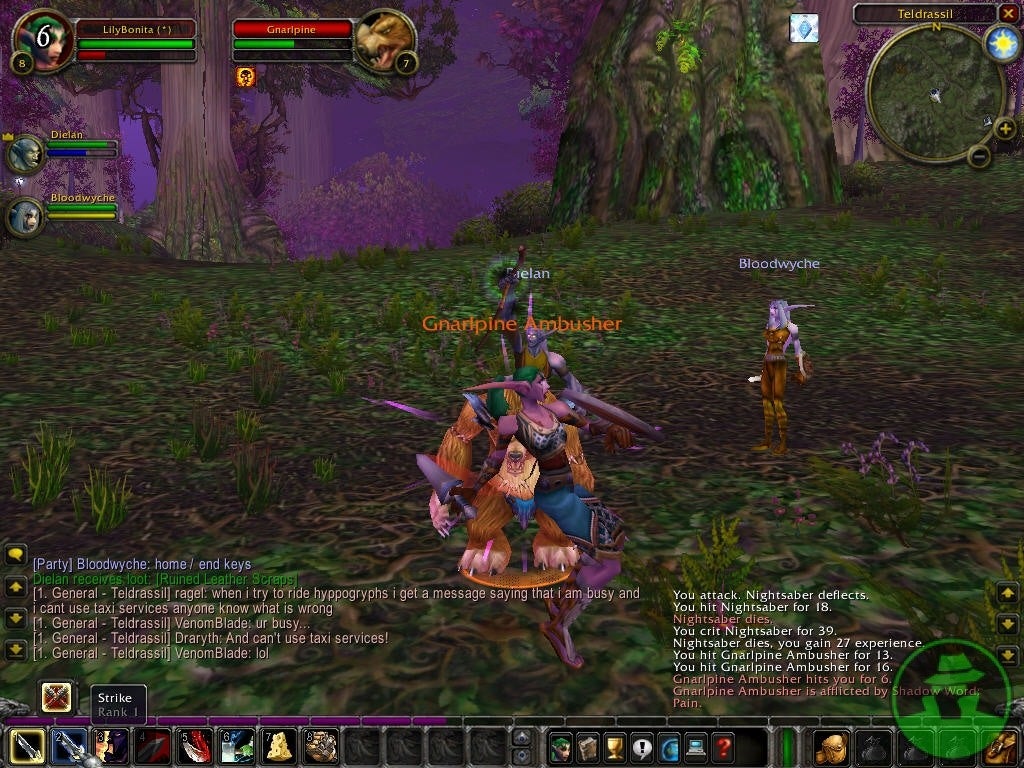 LilyBonita (*)
6
8
Gnarlpine
7
Teldrassil
N
Dielan
Bloodwyche
Dielan
Bloodwyche
Gnarlpine Ambusher
[Party] Bloodwyche: home / end keys
Dielan receives loot: [Ruined Leather Scraps]
[1. General - Teldrassil] ragel: when i try to ride hyppogryphs i get a message saying that i am busy and
i cant use taxi services anyone know what is wrong
[1. General - Teldrassil] VenomBlade: ur busy...
[1. General - Teldrassil] Draryth: And can't use taxi services!
[1. General - Teldrassil] VenomBlade: lol
You attack. Nightsaber deflects.
You hit Nightsaber for 18.
Nightsaber dies.
You crit Nightsaber for 39.
Nightsaber dies, you gain 27 experience.
You hit Gnarlpine Ambusher for 13.
You hit Gnarlpine Ambusher for 16.
Gnarlpine Ambusher hits you for 6.
Gnarlpine Ambusher is afflicted by Shadow Word:
Pain.
Strike
Rank 1
1 2 3 4 5 6 7 8